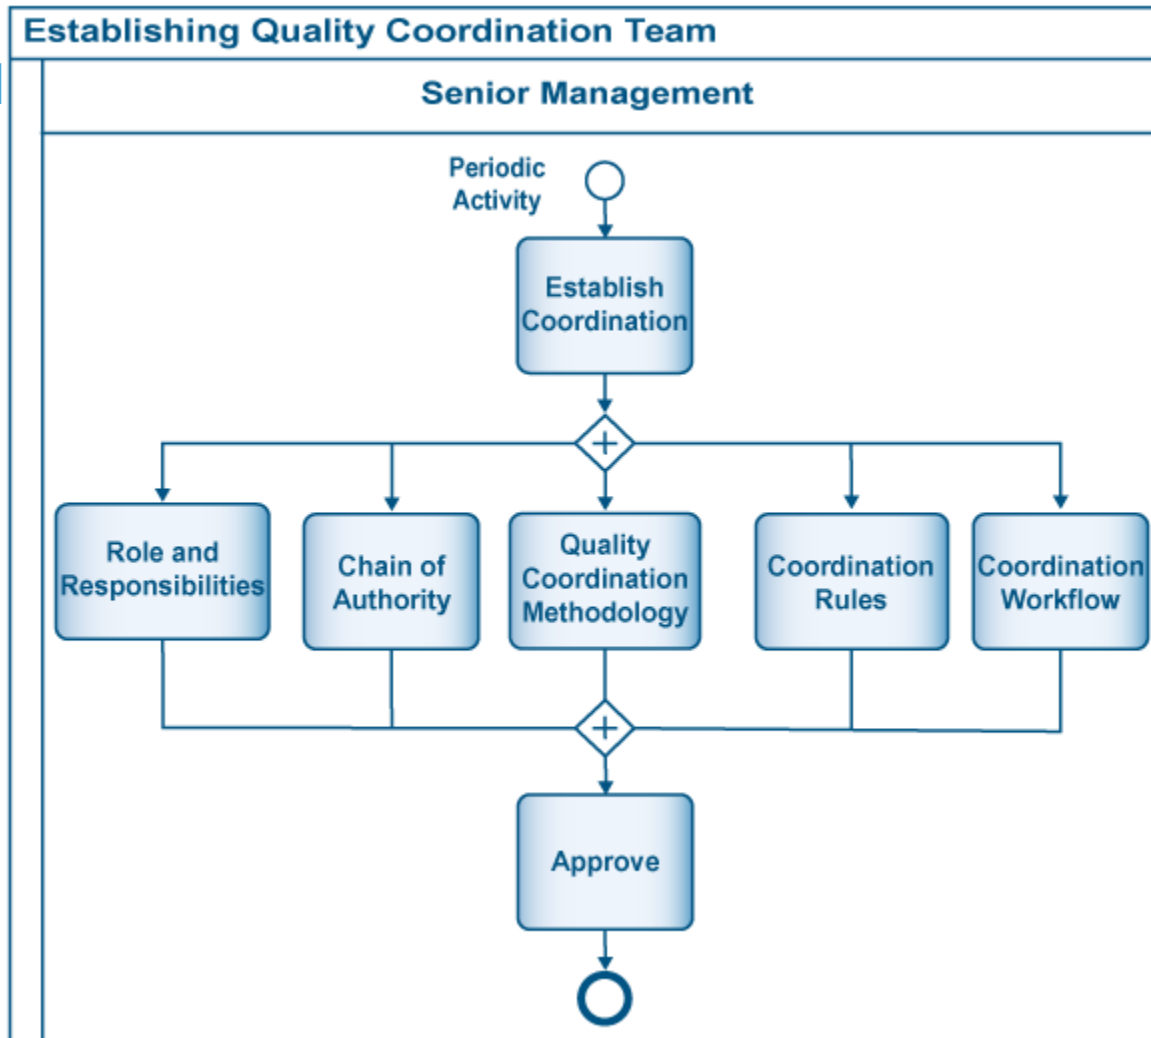 Establishing Quality Coordination Team
Senior Management
Periodic
Activity
Establish
Coordination
Role and
Responsibilities
Chain of
Authority
Quality
Coordination
Methodology
Coordination
Rules
Coordination
Workflow
Approve